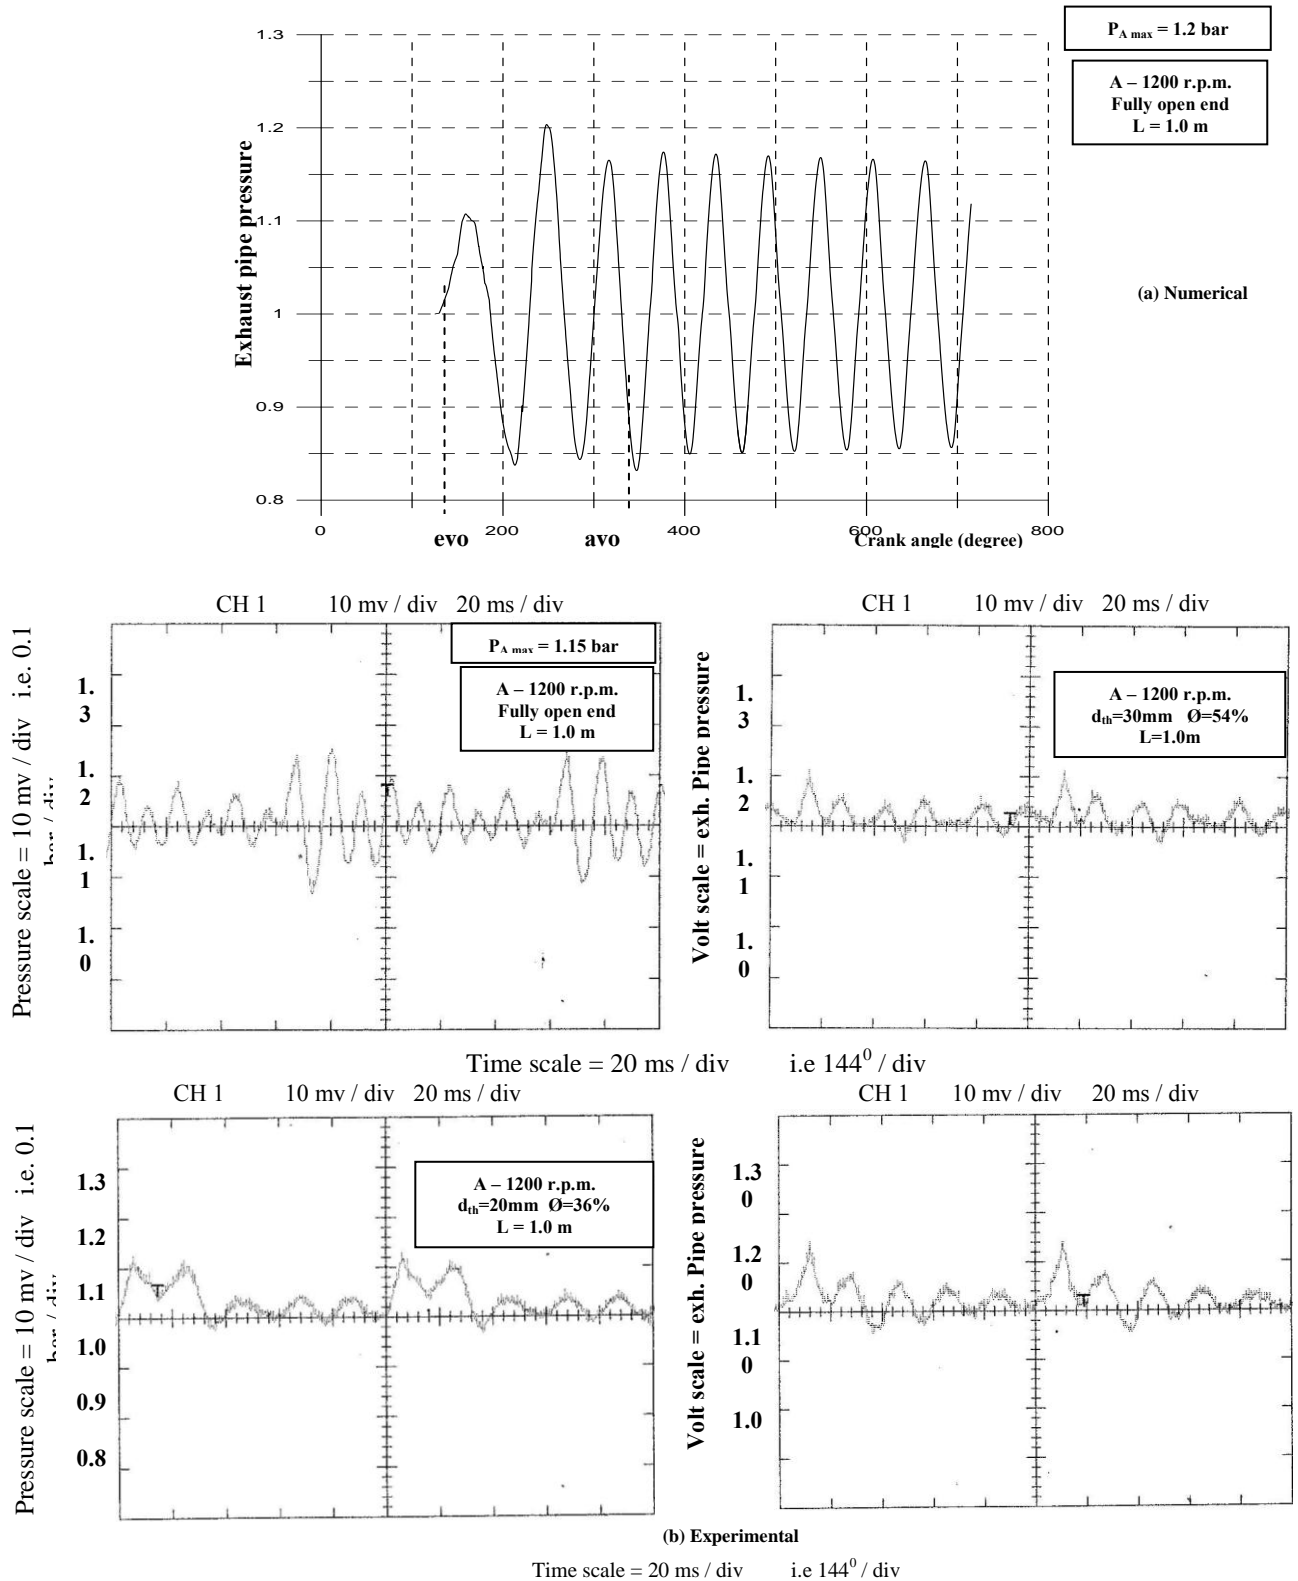 1.3
P_A max = 1.2 bar
A – 1200 r.p.m.
Fully open end
L = 1.0 m
1.2
1.1
1
0.9
0.8
Exhaust pipe pressure
(a) Numerical
0
200
400
600
800
evo
avo
Crank angle (degree)
CH 1 10 mv / div 20 ms / div
CH 1 10 mv / div 20 ms / div
Pressure scale = 10 mv / div i.e. 0.1
bar / div
1.
3
1.
2
1.
1
1.
0
P_A max = 1.15 bar
A – 1200 r.p.m.
Fully open end
L = 1.0 m
Volt scale = exh. Pipe pressure
1.
3
1.
2
1.
1
1.
0
A – 1200 r.p.m.
d_th=30mm Ø=54%
L=1.0m
Time scale = 20 ms / div i.e 144⁰ / div
CH 1 10 mv / div 20 ms / div
CH 1 10 mv / div 20 ms / div
Pressure scale = 10 mv / div i.e. 0.1
bar / div
1.3
1.2
1.1
1.0
0.9
0.8
A – 1200 r.p.m.
d_th=20mm Ø=36%
L = 1.0 m
Volt scale = exh. Pipe pressure
1.3
0
1.2
0
1.1
0
1.0
(b) Experimental
Time scale = 20 ms / div i.e 144⁰ / div